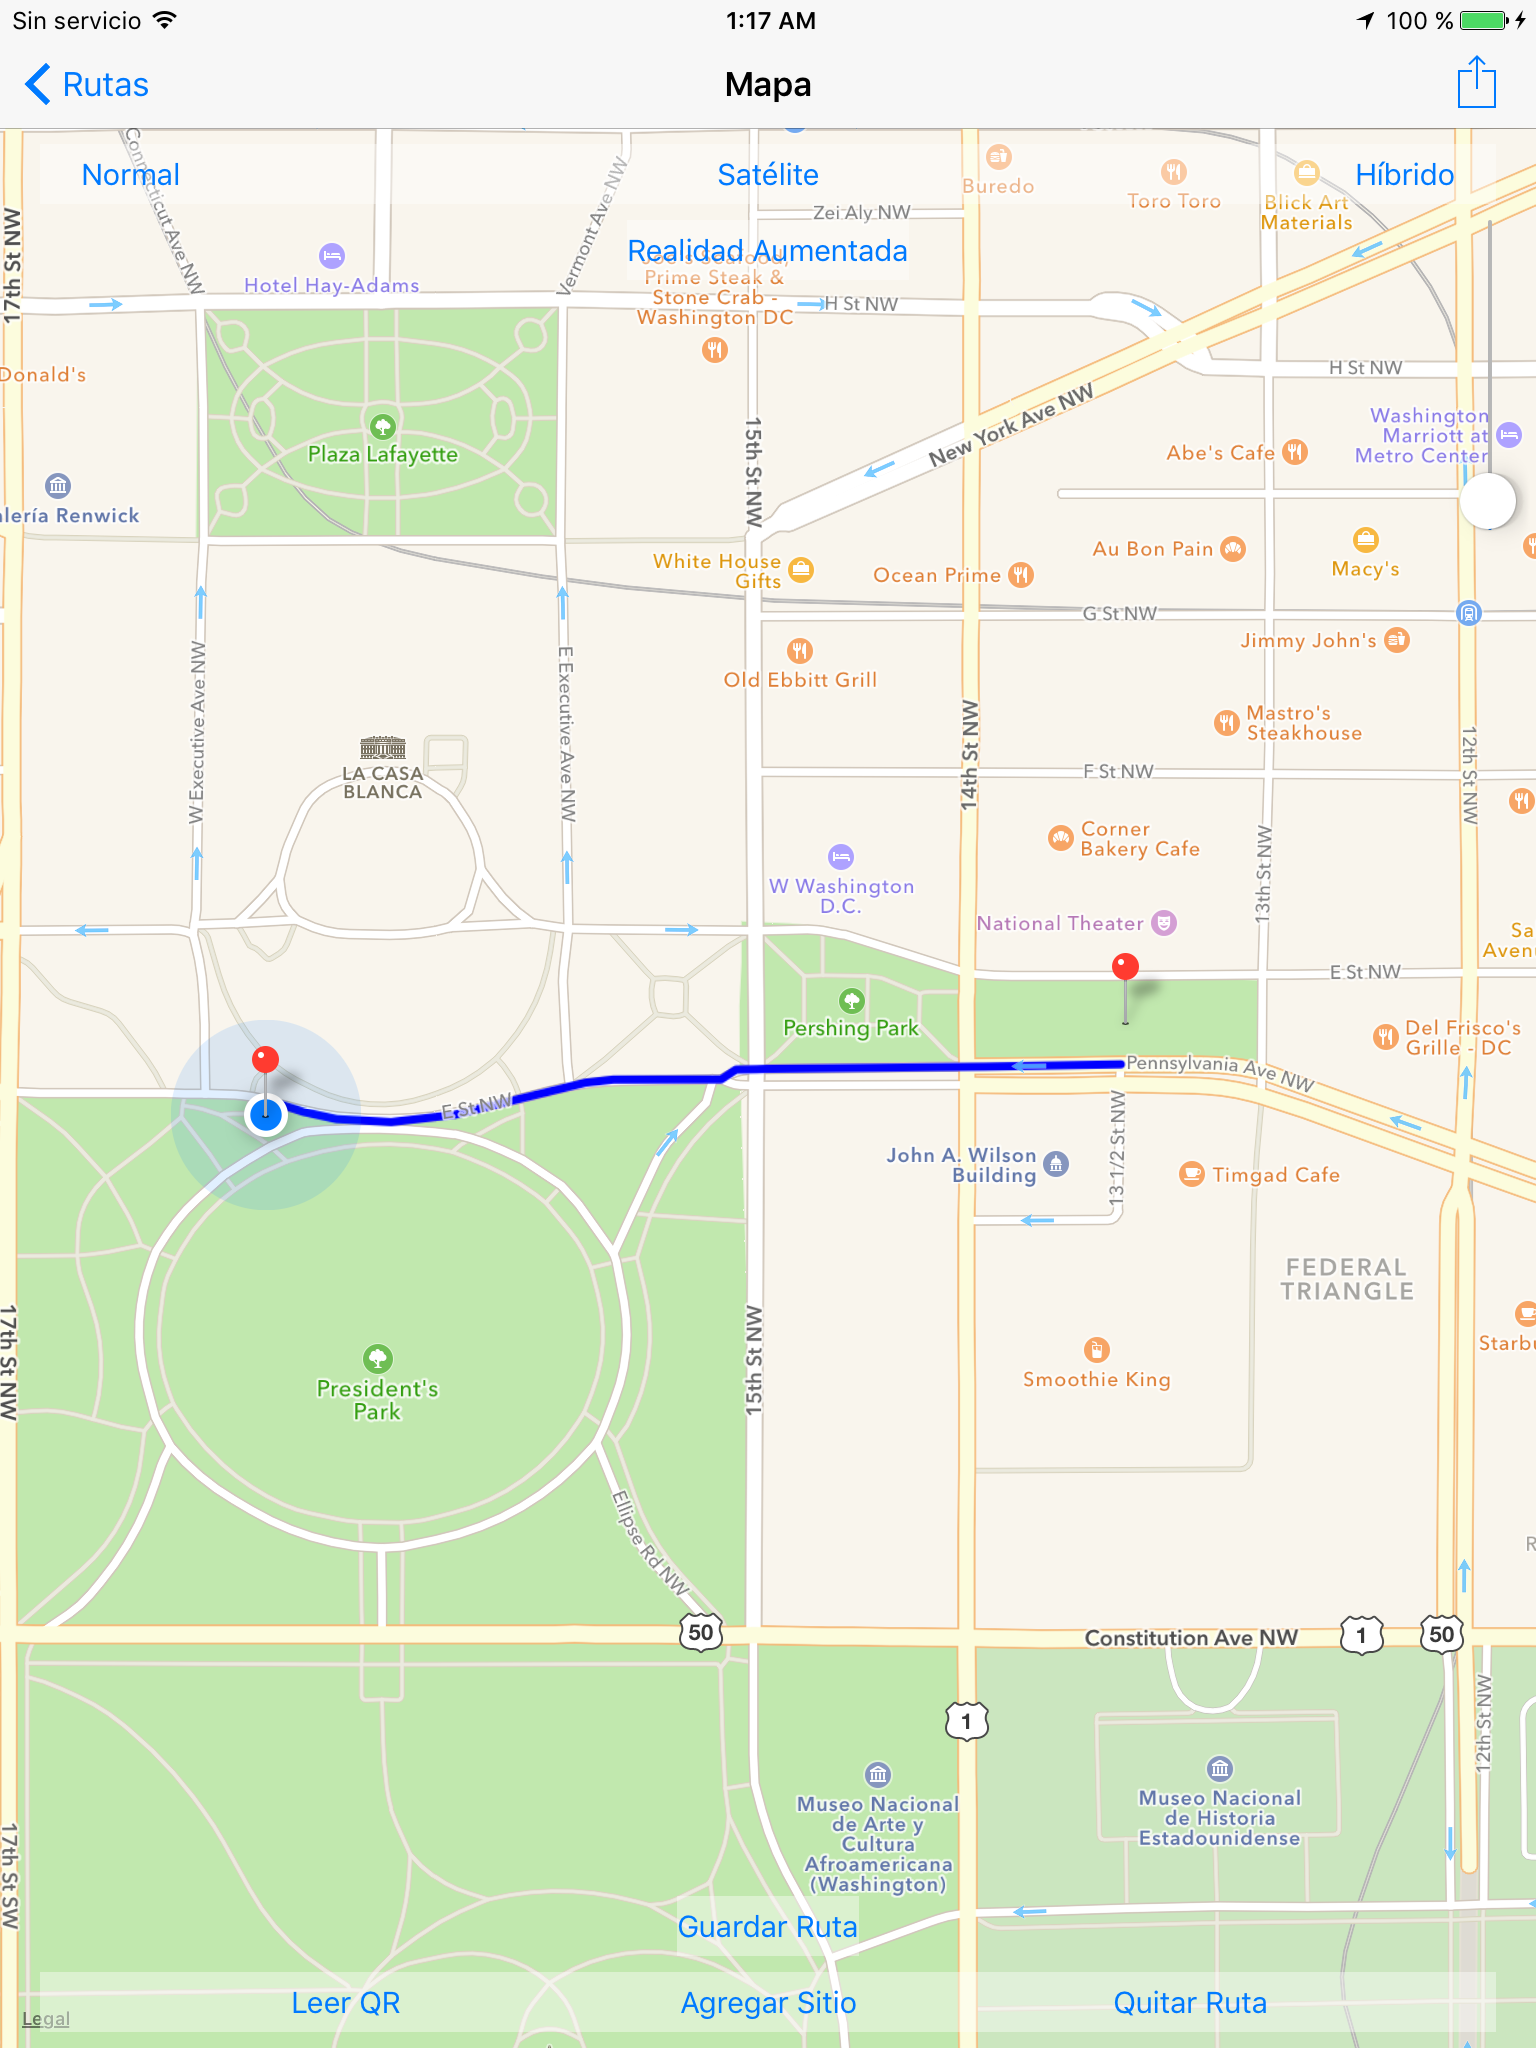 Sin servicio
1:17 AM
100 %
Rutas
Mapa
Normal
Satélite
Híbrido
Realidad Aumentada
Connecticut Ave NW
Vermont Ave NW
17th St NW
Zei Aly NW
Buredo
Toro Toro
Blick Art
Materials
Hotel Hay-Adams
Prime Steak &
Stone Crab -
Washington DC
H St NW
H St NW
Donald's
Plaza Lafayette
15th St NW
New York Ave NW
Washington
Marriott at
Metro Center
Abe's Cafe
lería Renwick
White House
Gifts
Ocean Prime
Au Bon Pain
Macy's
G St NW
Jimmy John's
Old Ebbitt Grill
W Executive Ave NW
E Executive Ave NW
Mastro's
Steakhouse
LA CASA
BLANCA
14th St NW
F St NW
12th St NW
Corner
Bakery Cafe
13th St NW
W Washington
D.C.
National Theater
Sa
Aven
E St NW
Pershing Park
Del Frisco's
Grille - DC
Pennsylvania Ave NW
E St NW
13 1/2 St NW
John A. Wilson
Building
Timgad Cafe
FEDERAL
TRIANGLE
17th St NW
15th St NW
Starbu
Smoothie King
President's
Park
Ellipse Rd NW
50
Constitution Ave NW
1
50
R
1
12th St NW
Museo Nacional
de Arte y
Cultura
Afroamericana
(Washington)
Museo Nacional
de Historia
Estadounidense
17th St SW
Guardar Ruta
Leer QR
Agregar Sitio
Quitar Ruta
Legal